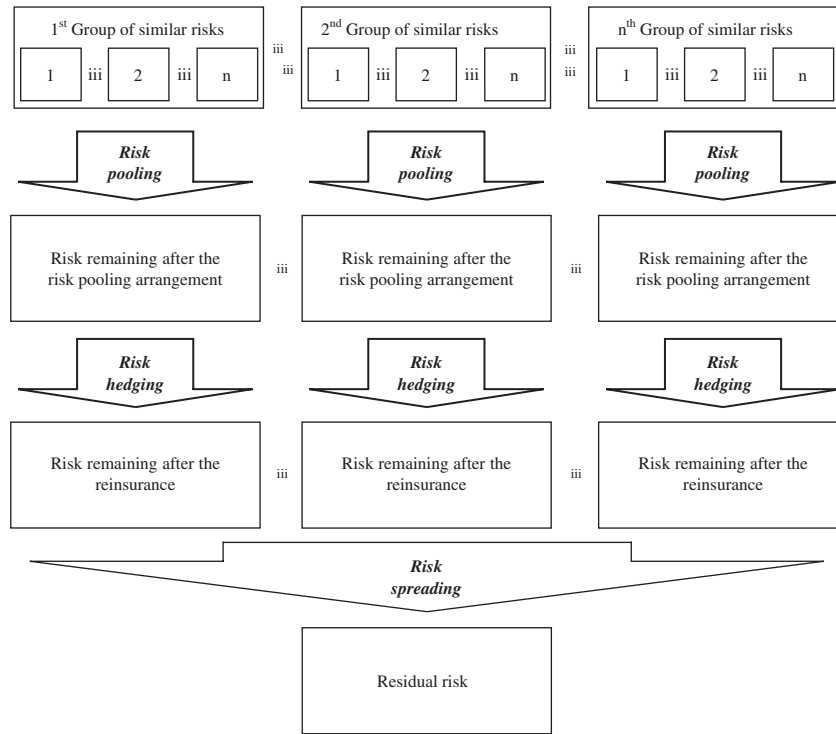 1st Group of similar risks
iii
2nd Group of similar risks
iii
nth Group of similar risks
1 iii 2 iii n
iii
1 iii 2 iii n
iii
1 iii 2 iii n
Risk
pooling
Risk
pooling
Risk
pooling
Risk remaining after the
risk pooling arrangement
iii
Risk remaining after the
risk pooling arrangement
iii
Risk remaining after the
risk pooling arrangement
Risk
hedging
Risk
hedging
Risk
hedging
Risk remaining after the
reinsurance
iii
Risk remaining after the
reinsurance
iii
Risk remaining after the
reinsurance
Risk
spreading
Residual risk